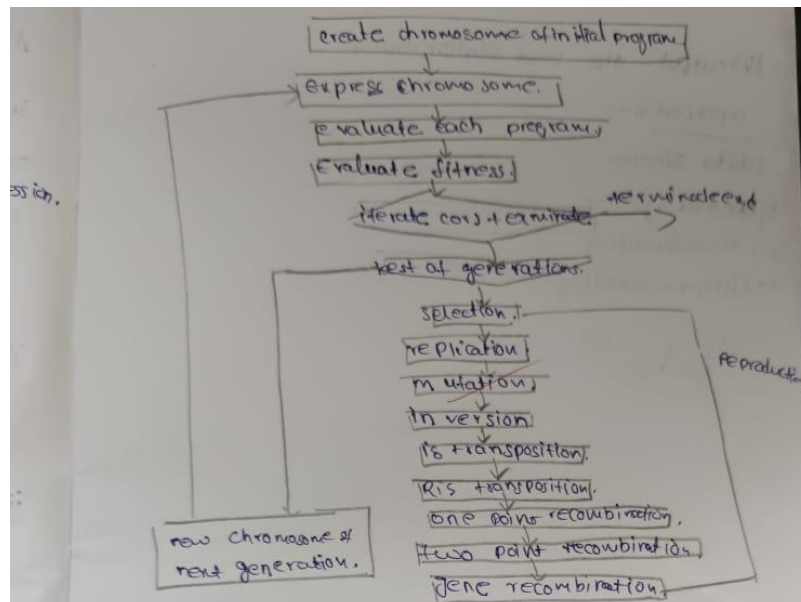 create chromosome of initial program
express chromosome.
evaluate each program,
Evaluate fitness.
ssion.
iterate (or) terminate
terminate end
best of generations.
selection.
replication
mutation,
inversion
is transposition.
Ris transposition.
one point recombination.
two point recombination,
gene recombination.
Reproduction
new chromosome of
next generation.